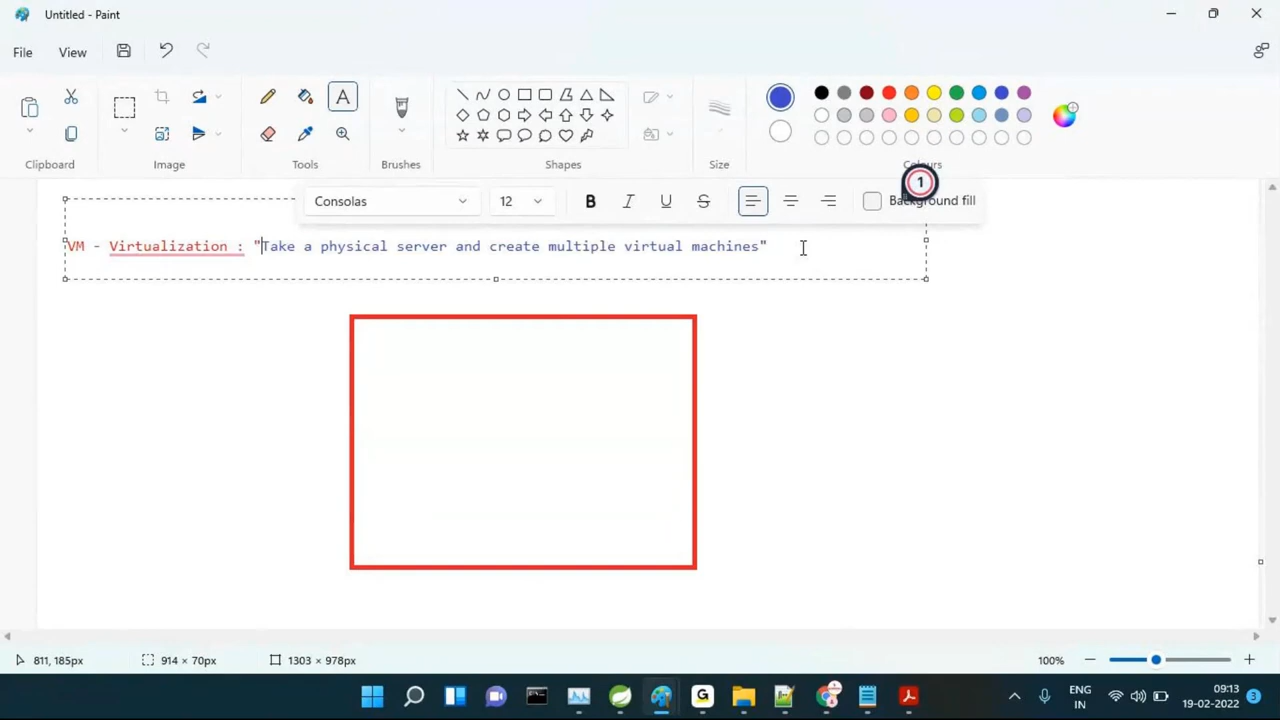 Untitled - Paint
File
View
Clipboard
Image
Tools
Brushes
Shapes
Size
Colours
1
Consolas
12
B
I
U
S
Background fill
VM - Virtualization : "Take a physical server and create multiple virtual machines"
811, 185px
914 × 70px
1303 × 978px
100%
ENG
IN
09:13
19-02-2022
3